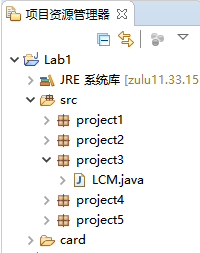 项目资源管理器
Lab1
JRE 系统库 [zulu11.33.15
src
project1
project2
project3
LCM.java
project4
project5
card